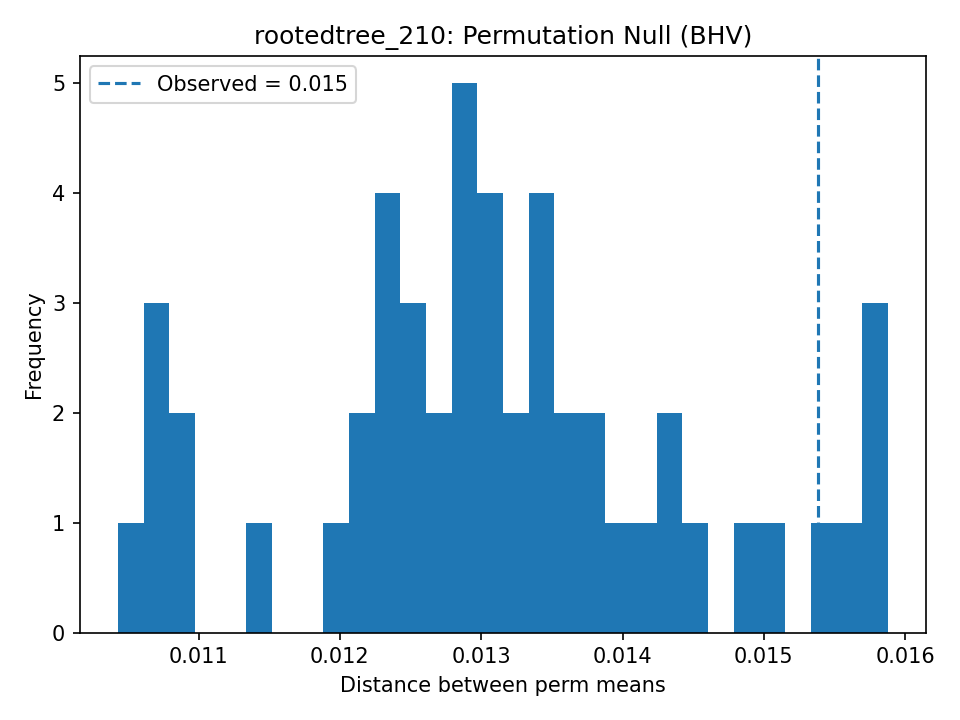 rootedtree_210: Permutation Null (BHV)
Observed = 0.015
5
4
3
2
1
0
Frequency
0.011 0.012 0.013 0.014 0.015 0.016
Distance between perm means